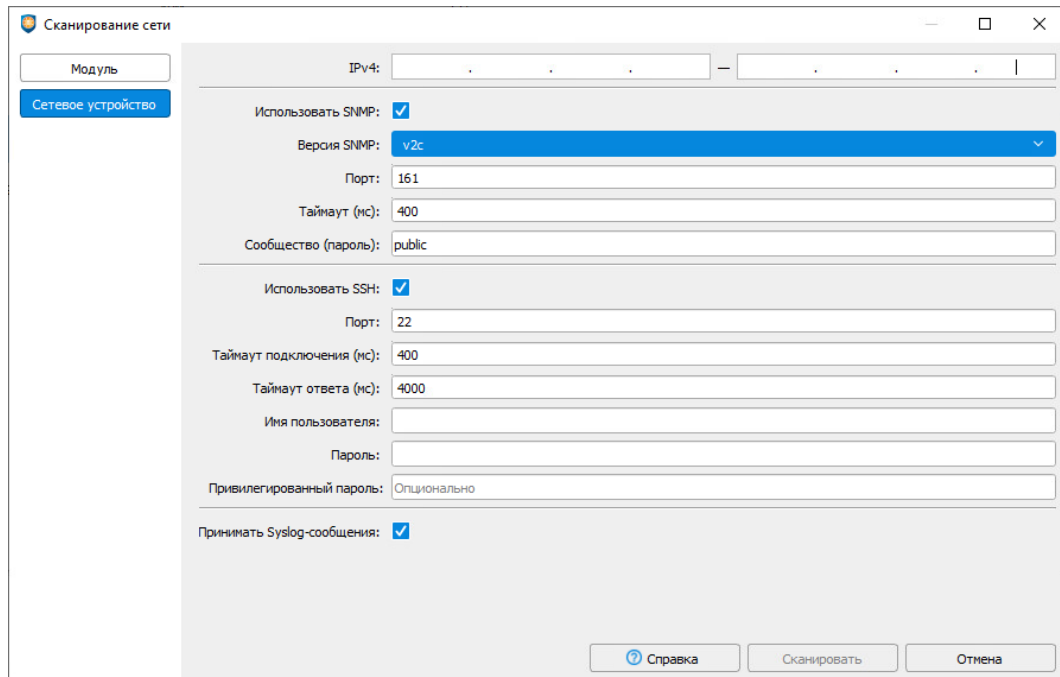 Сканирование сети
Модуль
Сетевое устройство
IPv4: . . . — . . .
Использовать SNMP:
Версия SNMP: v2c
Порт: 161
Таймаут (мс): 400
Сообщество (пароль): public
Использовать SSH:
Порт: 22
Таймаут подключения (мс): 400
Таймаут ответа (мс): 4000
Имя пользователя:
Пароль:
Привилегированный пароль: Опционально
Принимать Syslog-сообщения:
Справка Сканировать Отмена